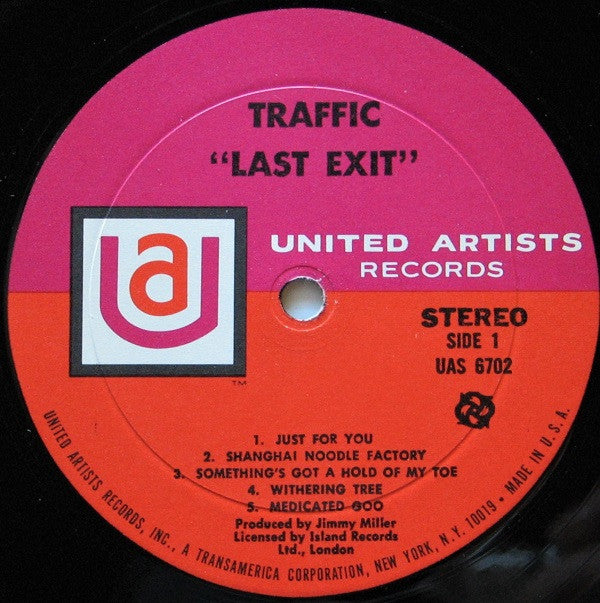 TRAFFIC
"LAST EXIT"
ua
UNITED ARTISTS
RECORDS
TM
STEREO
SIDE 1
UAS 6702
1. JUST FOR YOU
2. SHANGHAI NOODLE FACTORY
3. SOMETHING'S GOT A HOLD OF MY TOE
4. WITHERING TREE
5. MEDICATED GOO
Produced by Jimmy Miller
Licensed by Island Records
Ltd., London
UNITED ARTISTS RECORDS, INC., A TRANSAMERICA CORPORATION, NEW YORK, N.Y. 10019 • MADE IN U.S.A.